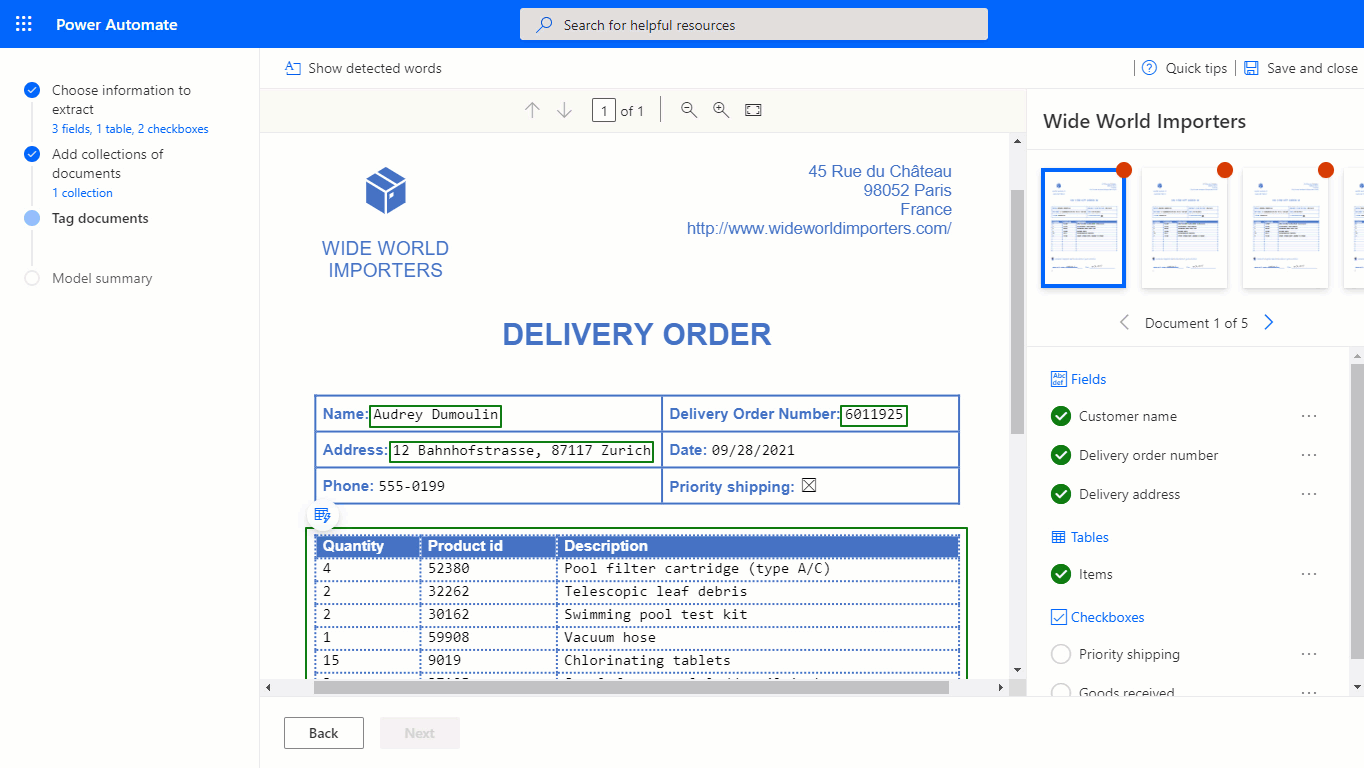 Power Automate
Search for helpful resources
Choose information to
extract
3 fields, 1 table, 2 checkboxes
Add collections of
documents
1 collection
Tag documents
Model summary
Show detected words
Quick tips
Save and close
1 of 1
WIDE WORLD
IMPORTERS
45 Rue du Château
98052 Paris
France
http://www.wideworldimporters.com/
DELIVERY ORDER
Name: Audrey Dumoulin
Delivery Order Number: 6011925
Address: 12 Bahnhofstrasse, 87117 Zurich
Date: 09/28/2021
Phone: 555-0199
Priority shipping: ☒
Quantity Product id Description
4 52380 Pool filter cartridge (type A/C)
2 32262 Telescopic leaf debris
2 30162 Swimming pool test kit
1 59908 Vacuum hose
15 9019 Chlorinating tablets
Back
Next
Wide World Importers
Document 1 of 5
Abc
def
Fields
Customer name
Delivery order number
Delivery address
Tables
Items
Checkboxes
Priority shipping
Goods received